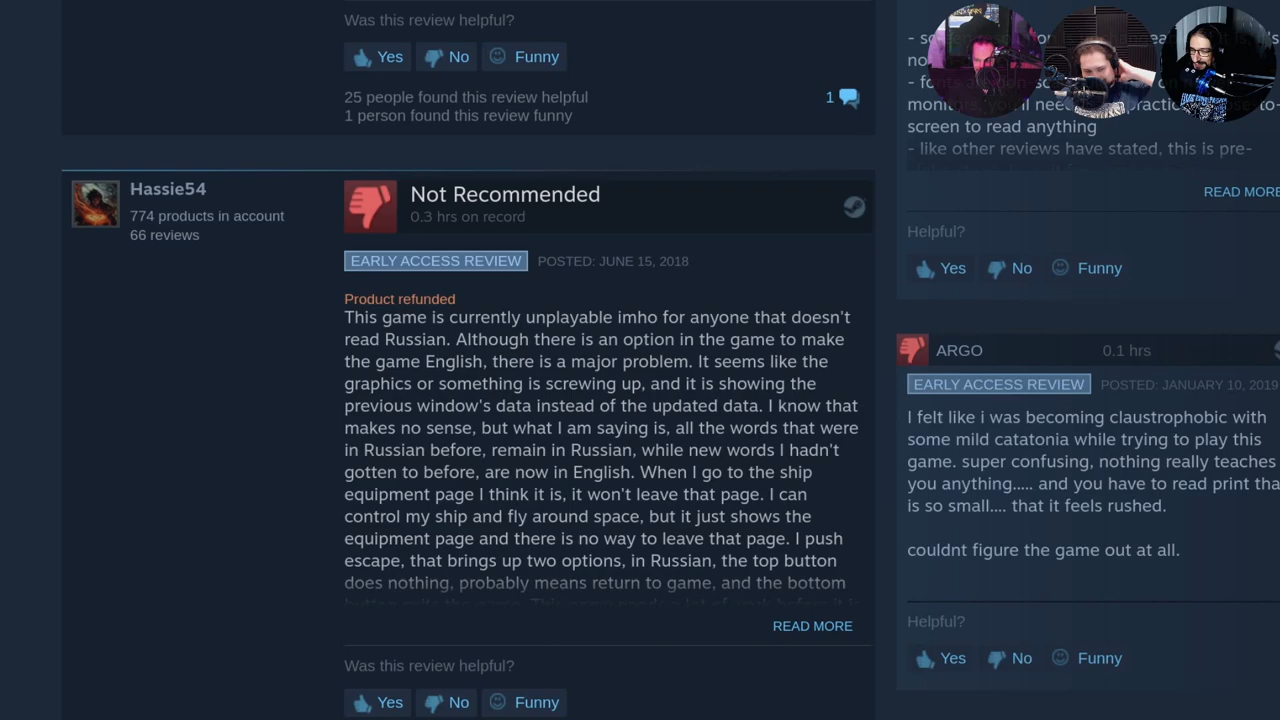 Was this review helpful?
Yes
No
Funny
25 people found this review helpful
1
1 person found this review funny
Hassie54
774 products in account
66 reviews
Not Recommended
0.3 hrs on record
EARLY ACCESS REVIEW
POSTED: JUNE 15, 2018
Product refunded
This game is currently unplayable imho for anyone that doesn't
read Russian. Although there is an option in the game to make
the game English, there is a major problem. It seems like the
graphics or something is screwing up, and it is showing the
previous window's data instead of the updated data. I know that
makes no sense, but what I am saying is, all the words that were
in Russian before, remain in Russian, while new words I hadn't
gotten to before, are now in English. When I go to the ship
equipment page I think it is, it won't leave that page. I can
control my ship and fly around space, but it just shows the
equipment page and there is no way to leave that page. I push
escape, that brings up two options, in Russian, the top button
does nothing, probably means return to game, and the bottom
READ MORE
Was this review helpful?
Yes
No
Funny
screen to read anything
- like other reviews have stated, this is pre-
READ MORE
Helpful?
Yes
No
Funny
ARGO
0.1 hrs
EARLY ACCESS REVIEW
POSTED: JANUARY 10, 2019
I felt like i was becoming claustrophobic with
some mild catatonia while trying to play this
game. super confusing, nothing really teaches
you anything..... and you have to read print tha
is so small.... that it feels rushed.
couldnt figure the game out at all.
Helpful?
Yes
No
Funny